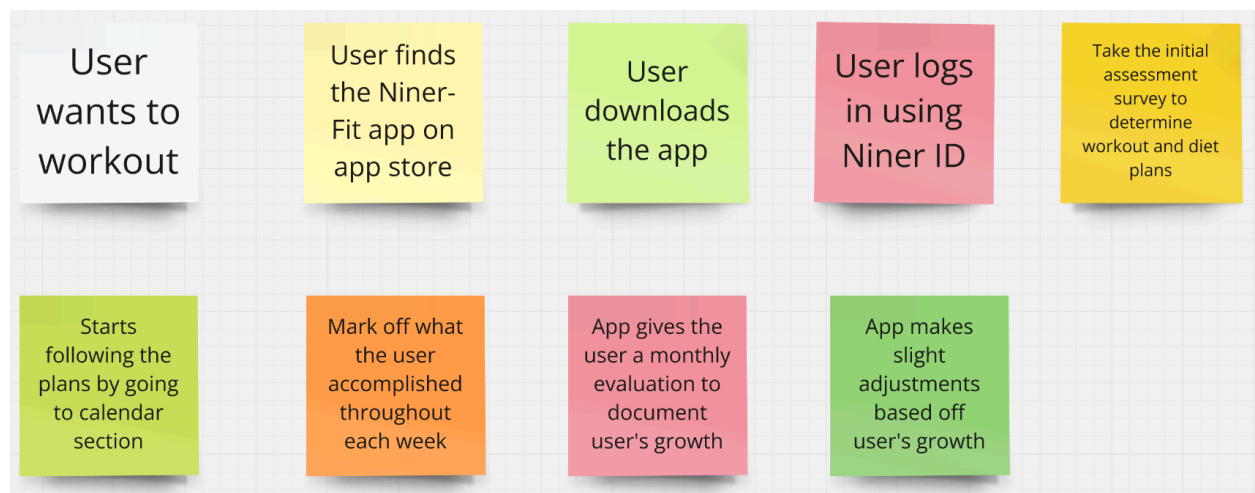 User
wants to
workout
User finds
the Niner-
Fit app on
app store
User
downloads
the app
User logs
in using
Niner ID
Take the initial
assessment
survey to
determine
workout and diet
plans
Starts
following the
plans by going
to calendar
section
Mark off what
the user
accomplished
throughout
each week
App gives the
user a monthly
evaluation to
document
user's growth
App makes
slight
adjustments
based off
user's growth